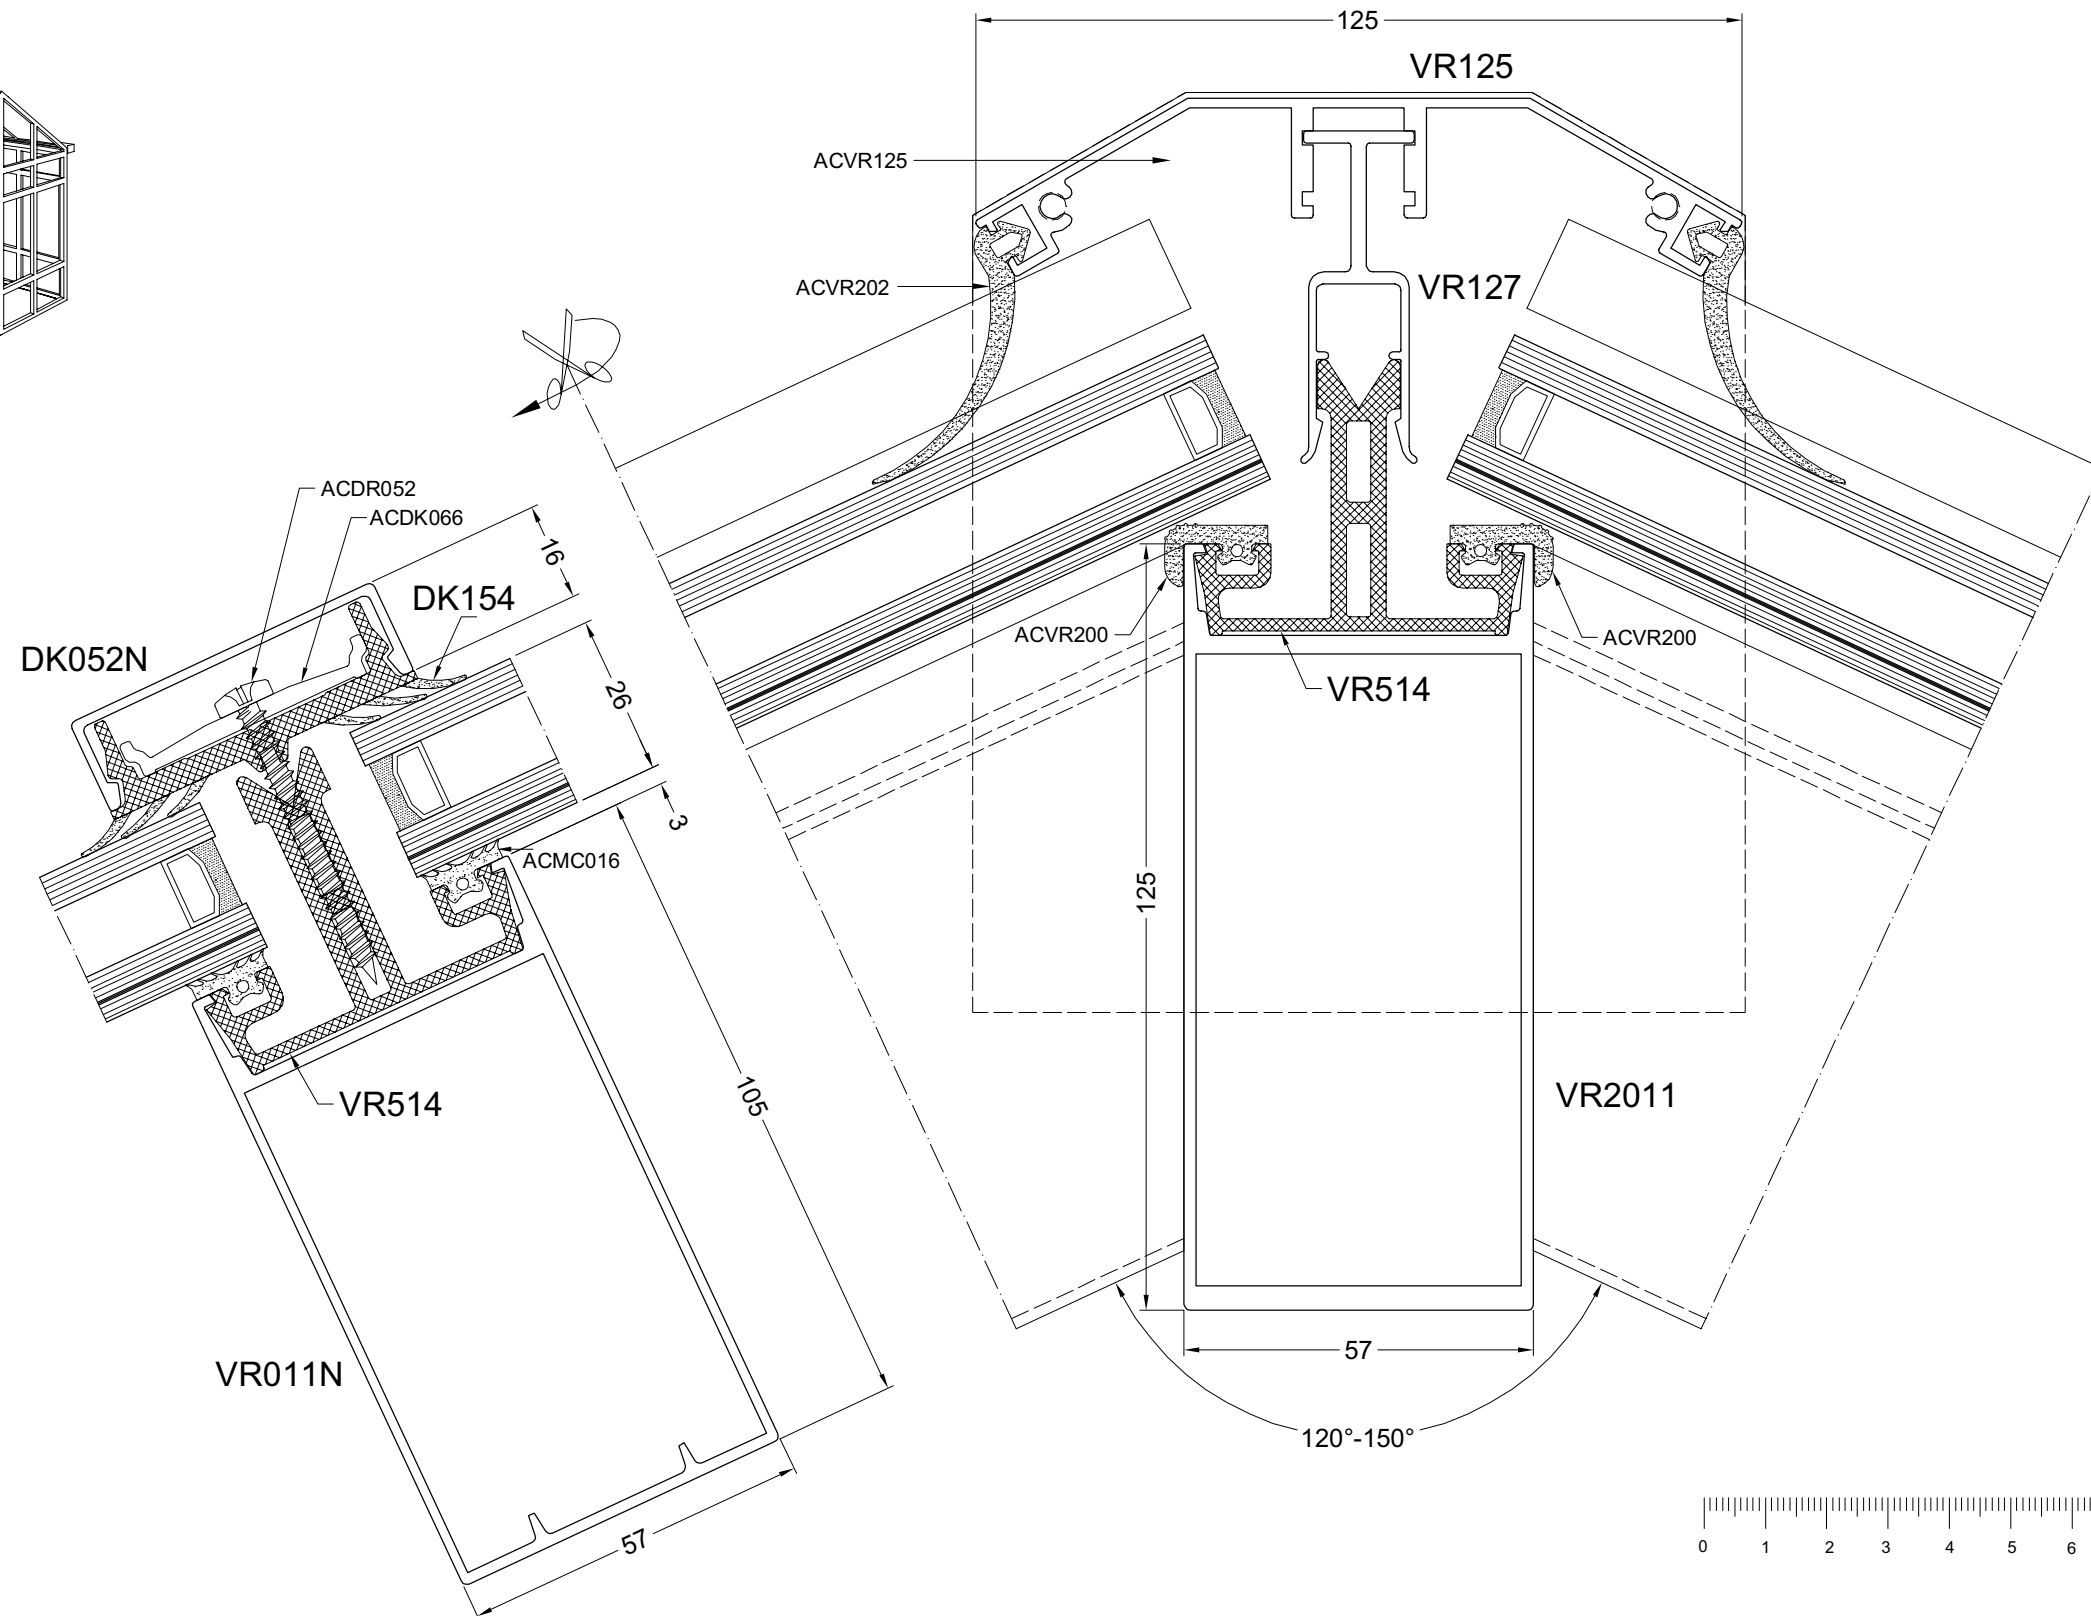 125
VR125
ACVR125
ACVR202
VR127
ACDR052
ACDK066
16
DK154
DK052N
26
3
ACVR200
ACVR200
VR514
ACMC016
125
105
VR514
VR2011
VR011N
57
120°-150°
57
0 1 2 3 4 5 6